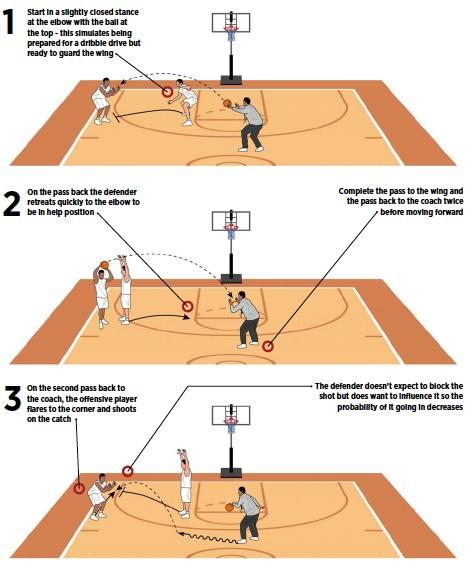 1
Start in a slightly closed stance
at the elbow with the ball at
the top - this simulates being
prepared for a dribble drive but
ready to guard the wing
2
On the pass back the defender
retreats quickly to the elbow to
be in help position
Complete the pass to the wing and
the pass back to the coach twice
before moving forward
3
On the second pass back to
the coach, the offensive player
flares to the corner and shoots
on the catch
The defender doesn't expect to block the
shot but does want to influence it so the
probability of it going in decreases